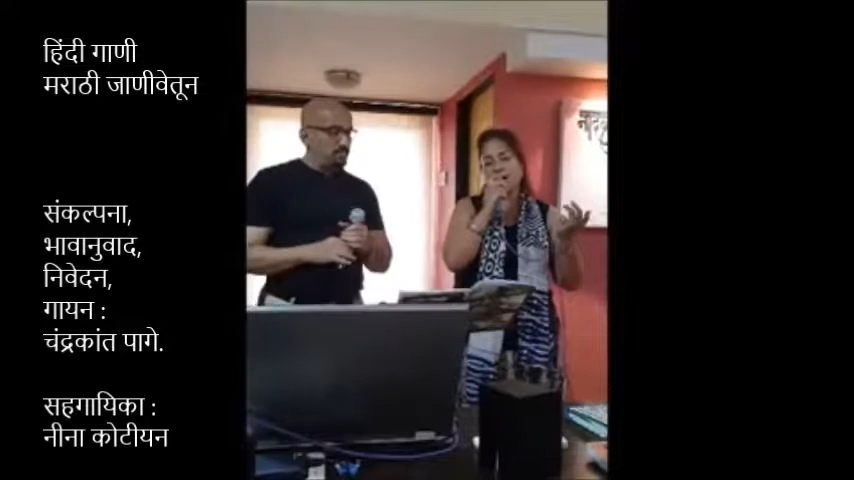 हिंदी गाणी
मराठी जाणीवेतून
संकल्पना,
भावानुवाद,
निवेदन,
गायन :
चंद्रकांत पागे.
सहगायिका :
नीना कोटीयन